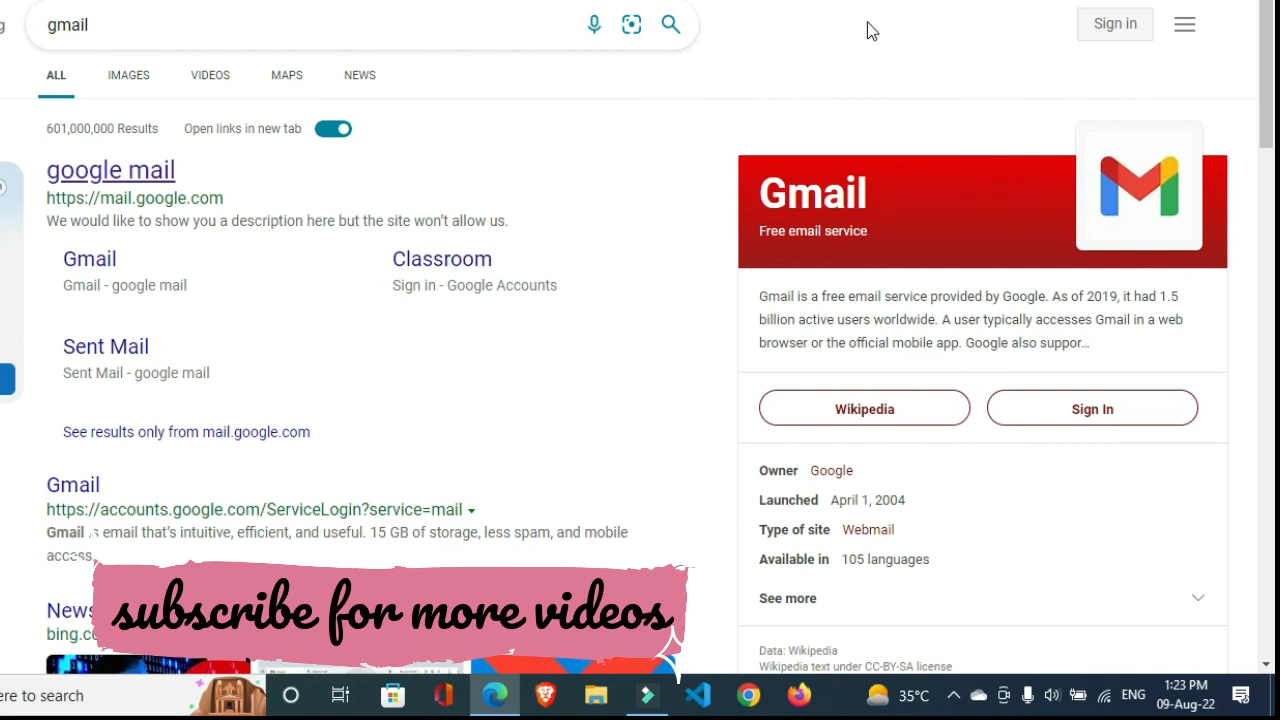 g
gmail
Sign in
ALL IMAGES VIDEOS MAPS NEWS
601,000,000 Results Open links in new tab
google mail
https://mail.google.com
We would like to show you a description here but the site won't allow us.
Gmail Classroom
Gmail - google mail Sign in - Google Accounts
Sent Mail
Sent Mail - google mail
See results only from mail.google.com
Gmail
https://accounts.google.com/ServiceLogin?service=mail
Gmail email that's intuitive, efficient, and useful. 15 GB of storage, less spam, and mobile
access.
News
bing.co
Gmail
Free email service
Gmail is a free email service provided by Google. As of 2019, it had 1.5
billion active users worldwide. A user typically accesses Gmail in a web
browser or the official mobile app. Google also suppor...
Wikipedia Sign In
Owner Google
Launched April 1, 2004
Type of site Webmail
Available in 105 languages
See more
Data: Wikipedia
Wikipedia text under CC-BY-SA license
subscribe for more videos
ere to search
35°C ENG 1:23 PM
09-Aug-22